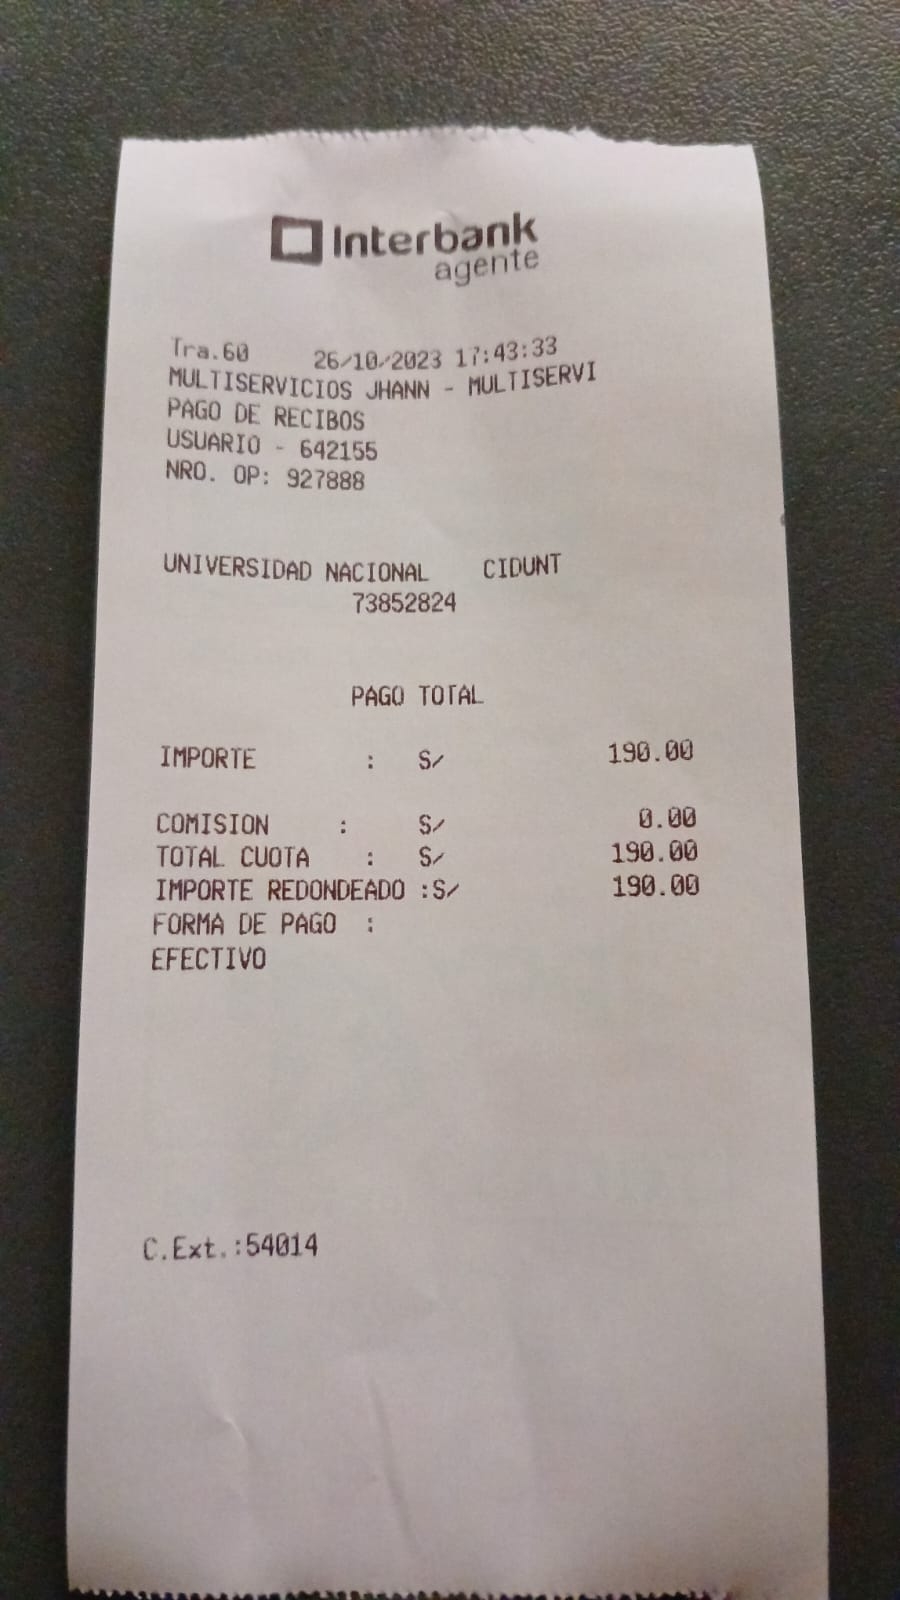 Interbank
agente
Tra.60 26/10/2023 17:43:33
MULTISERVICIOS JHANN - MULTISERVI
PAGO DE RECIBOS
USUARIO - 642155
NRO. OP: 927888
UNIVERSIDAD NACIONAL CIDUNT
73852824
PAGO TOTAL
IMPORTE : S/ 190.00
COMISION : S/ 0.00
TOTAL CUOTA : S/ 190.00
IMPORTE REDONDEADO :S/ 190.00
FORMA DE PAGO :
EFECTIVO
C.Ext.:54014